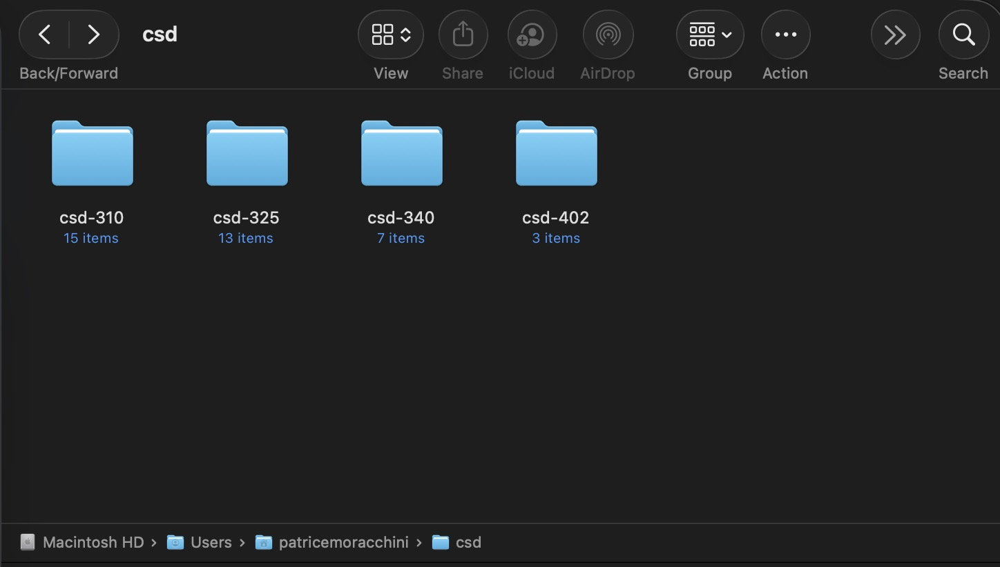 csd
Back/Forward
View
Share
iCloud
AirDrop
Group
Action
Search
csd-310
15 items
csd-325
13 items
csd-340
7 items
csd-402
3 items
Macintosh HD › Users › patricemoracchini › csd